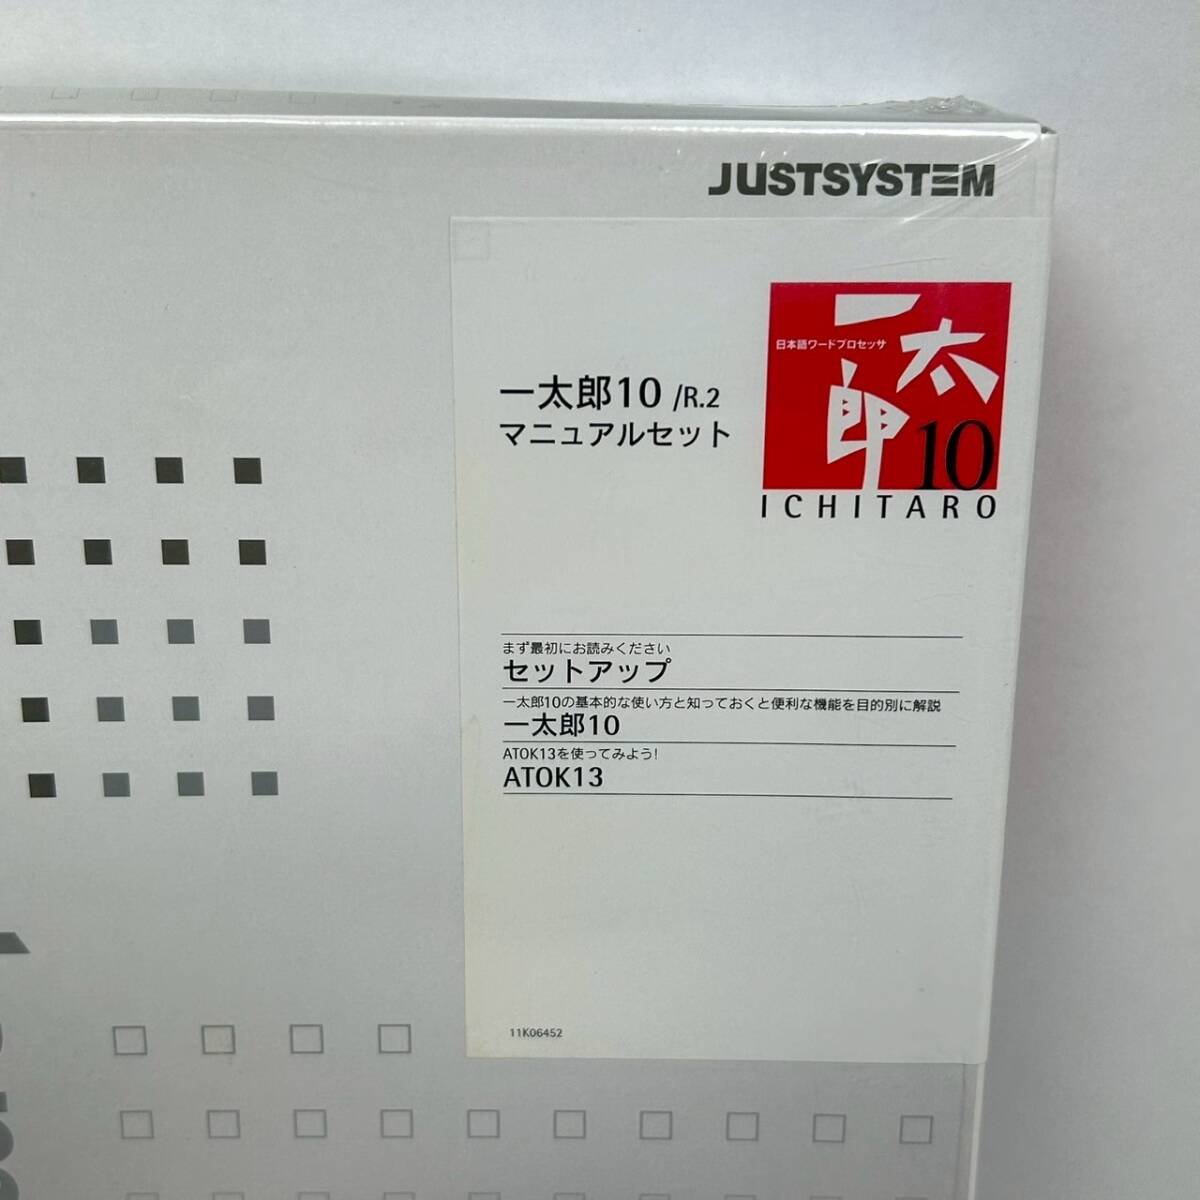 JUSTSYSTEM
一太郎10 /R.2
マニュアルセット
日本語ワードプロセッサ
一太郎10
ICHITARO
まず最初にお読みください
セットアップ
一太郎10の基本的な使い方と知っておくと便利な機能を目的別に解説
一太郎10
ATOK13を使ってみよう!
ATOK13
11K06452